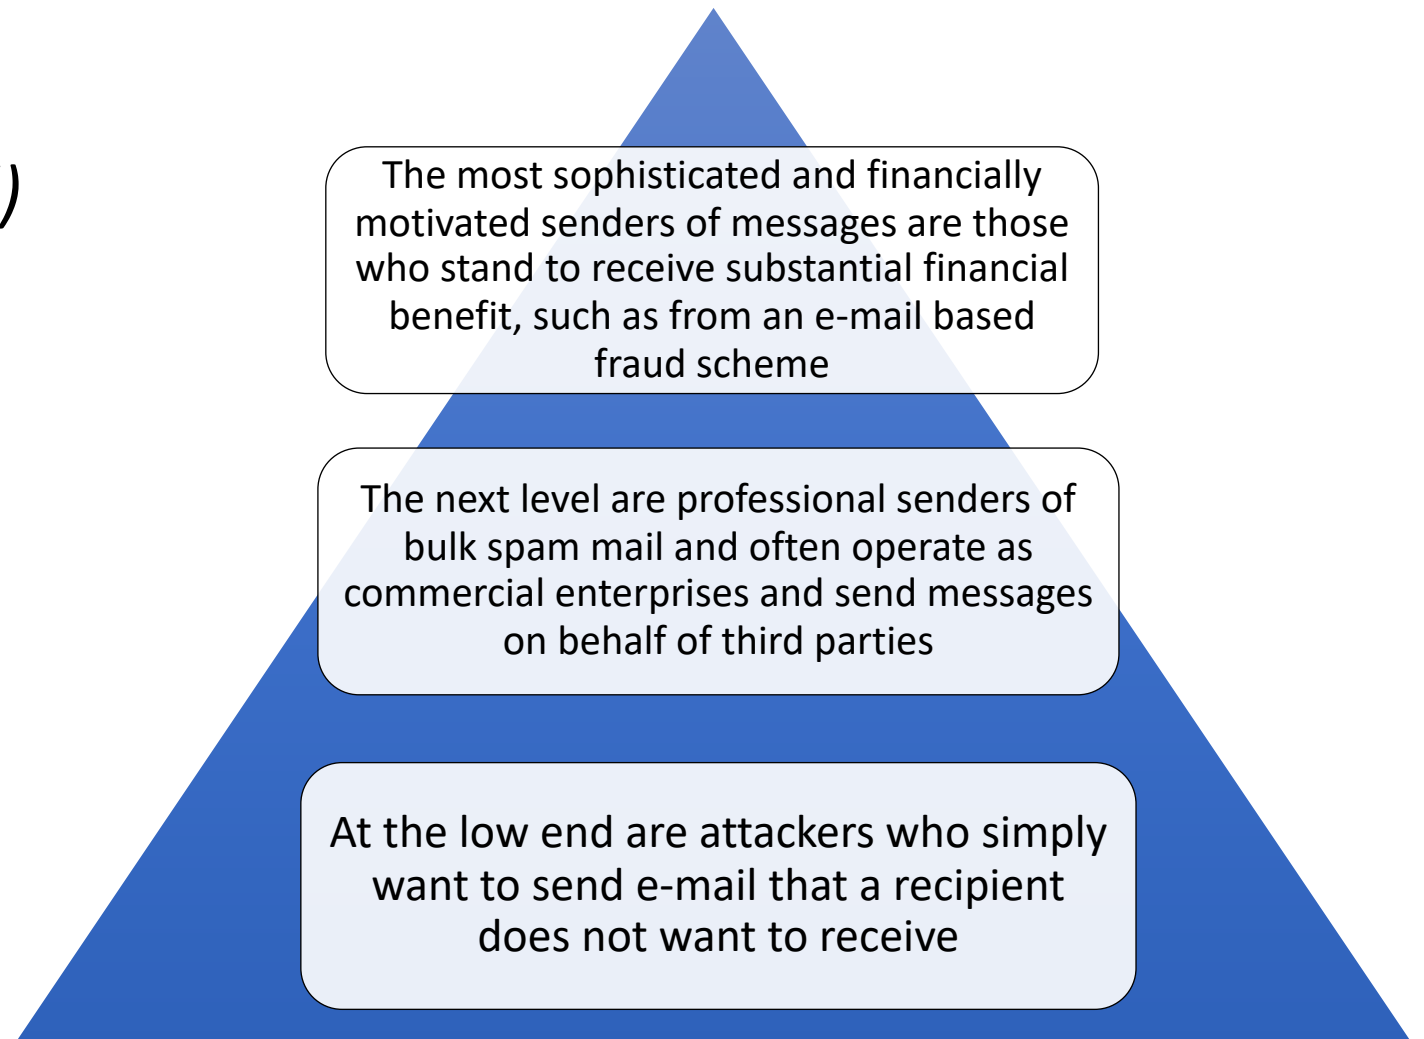 )
The most sophisticated and financially
motivated senders of messages are those
who stand to receive substantial financial
benefit, such as from an e-mail based
fraud scheme
The next level are professional senders of
bulk spam mail and often operate as
commercial enterprises and send messages
on behalf of third parties
At the low end are attackers who simply
want to send e-mail that a recipient
does not want to receive